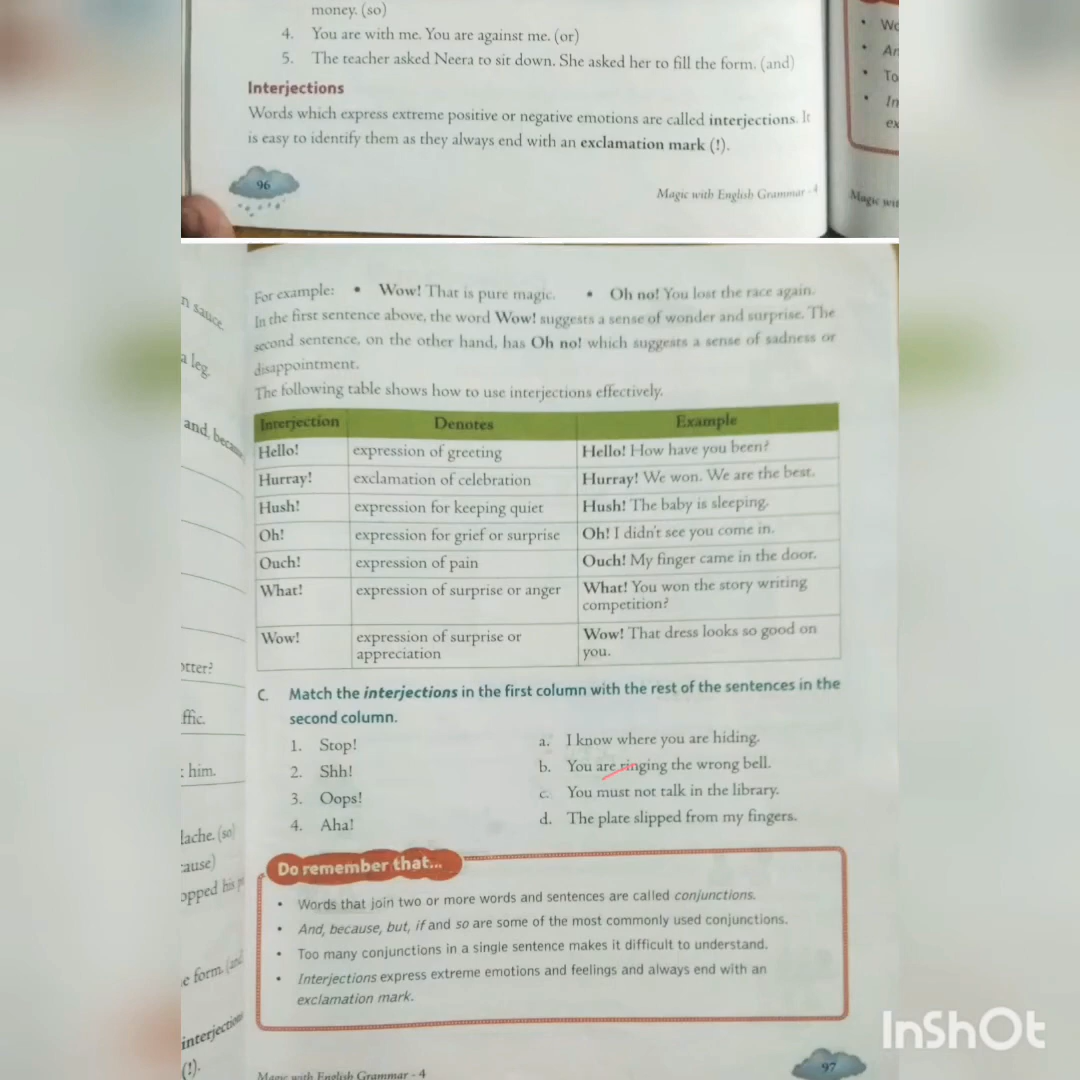 money. (so)
4. You are with me. You are against me. (or)
5. The teacher asked Neera to sit down. She asked her to fill the form. (and)
Interjections
Words which express extreme positive or negative emotions are called interjections. It
is easy to identify them as they always end with an exclamation mark (!).
96
Magic with English Grammar - 4
For example: • Wow! That is pure magic. • Oh no! You lost the race again.
In the first sentence above, the word Wow! suggests a sense of wonder and surprise. The
second sentence, on the other hand, has Oh no! which suggests a sense of sadness or
disappointment.
The following table shows how to use interjections effectively.
Interjection Denotes Example
Hello! expression of greeting Hello! How have you been?
Hurray! exclamation of celebration Hurray! We won. We are the best.
Hush! expression for keeping quiet Hush! The baby is sleeping.
Oh! expression for grief or surprise Oh! I didn't see you come in.
Ouch! expression of pain Ouch! My finger came in the door.
What! expression of surprise or anger What! You won the story writing
competition?
Wow! expression of surprise or Wow! That dress looks so good on
appreciation you.
C. Match the interjections in the first column with the rest of the sentences in the
second column.
1. Stop! a. I know where you are hiding.
2. Shh! b. You are ringing the wrong bell.
3. Oops! c. You must not talk in the library.
4. Aha! d. The plate slipped from my fingers.
Do remember that...
• Words that join two or more words and sentences are called conjunctions.
• And, because, but, if and so are some of the most commonly used conjunctions.
• Too many conjunctions in a single sentence makes it difficult to understand.
• Interjections express extreme emotions and feelings and always end with an
exclamation mark.
Magic with English Grammar - 4
97
n sauce.
a leg.
and, because
otter?
ffic.
him.
lache. (so)
cause)
opped his
e form. (and
interjections
(!).
To
In
ex
Magic wit
InShOt